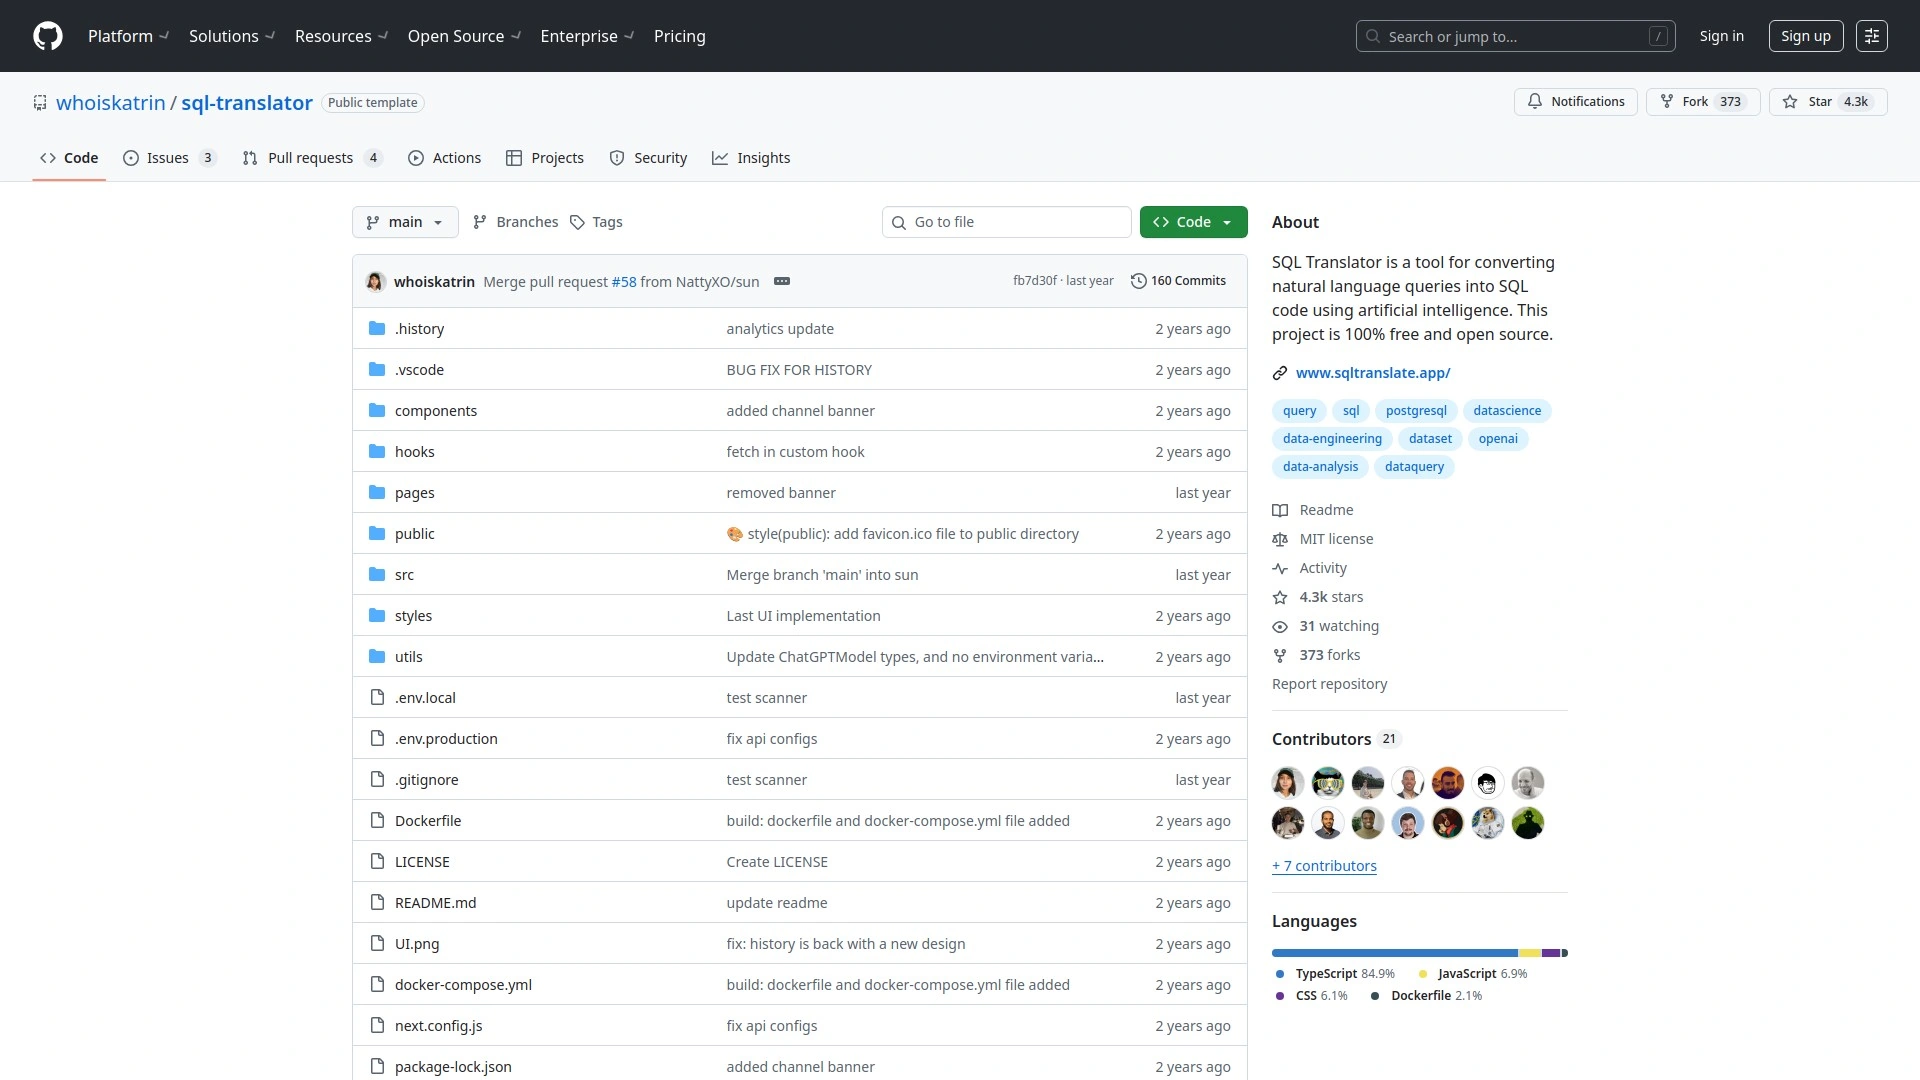 Platform
Solutions
Resources
Open Source
Enterprise
Pricing
Search or jump to...
/
Sign in
Sign up
whoiskatrin / sql-translator Public template
Notifications
Fork 373
Star 4.3k
Code
Issues 3
Pull requests 4
Actions
Projects
Security
Insights
main
Branches
Tags
Go to file
Code
whoiskatrin Merge pull request #58 from NattyXO/sun
fb7d30f · last year
160 Commits
.history analytics update 2 years ago
.vscode BUG FIX FOR HISTORY 2 years ago
components added channel banner 2 years ago
hooks fetch in custom hook 2 years ago
pages removed banner last year
public 🎨 style(public): add favicon.ico file to public directory 2 years ago
src Merge branch 'main' into sun last year
styles Last UI implementation 2 years ago
utils Update ChatGPTModel types, and no environment varia... 2 years ago
.env.local test scanner last year
.env.production fix api configs 2 years ago
.gitignore test scanner last year
Dockerfile build: dockerfile and docker-compose.yml file added 2 years ago
LICENSE Create LICENSE 2 years ago
README.md update readme 2 years ago
UI.png fix: history is back with a new design 2 years ago
docker-compose.yml build: dockerfile and docker-compose.yml file added 2 years ago
next.config.js fix api configs 2 years ago
package-lock.json added channel banner 2 years ago
About
SQL Translator is a tool for converting
natural language queries into SQL
code using artificial intelligence. This
project is 100% free and open source.
www.sqltranslate.app/
query sql postgresql datascience
data-engineering dataset openai
data-analysis dataquery
Readme
MIT license
Activity
4.3k stars
31 watching
373 forks
Report repository
Contributors 21
+ 7 contributors
Languages
TypeScript 84.9% JavaScript 6.9%
CSS 6.1% Dockerfile 2.1%